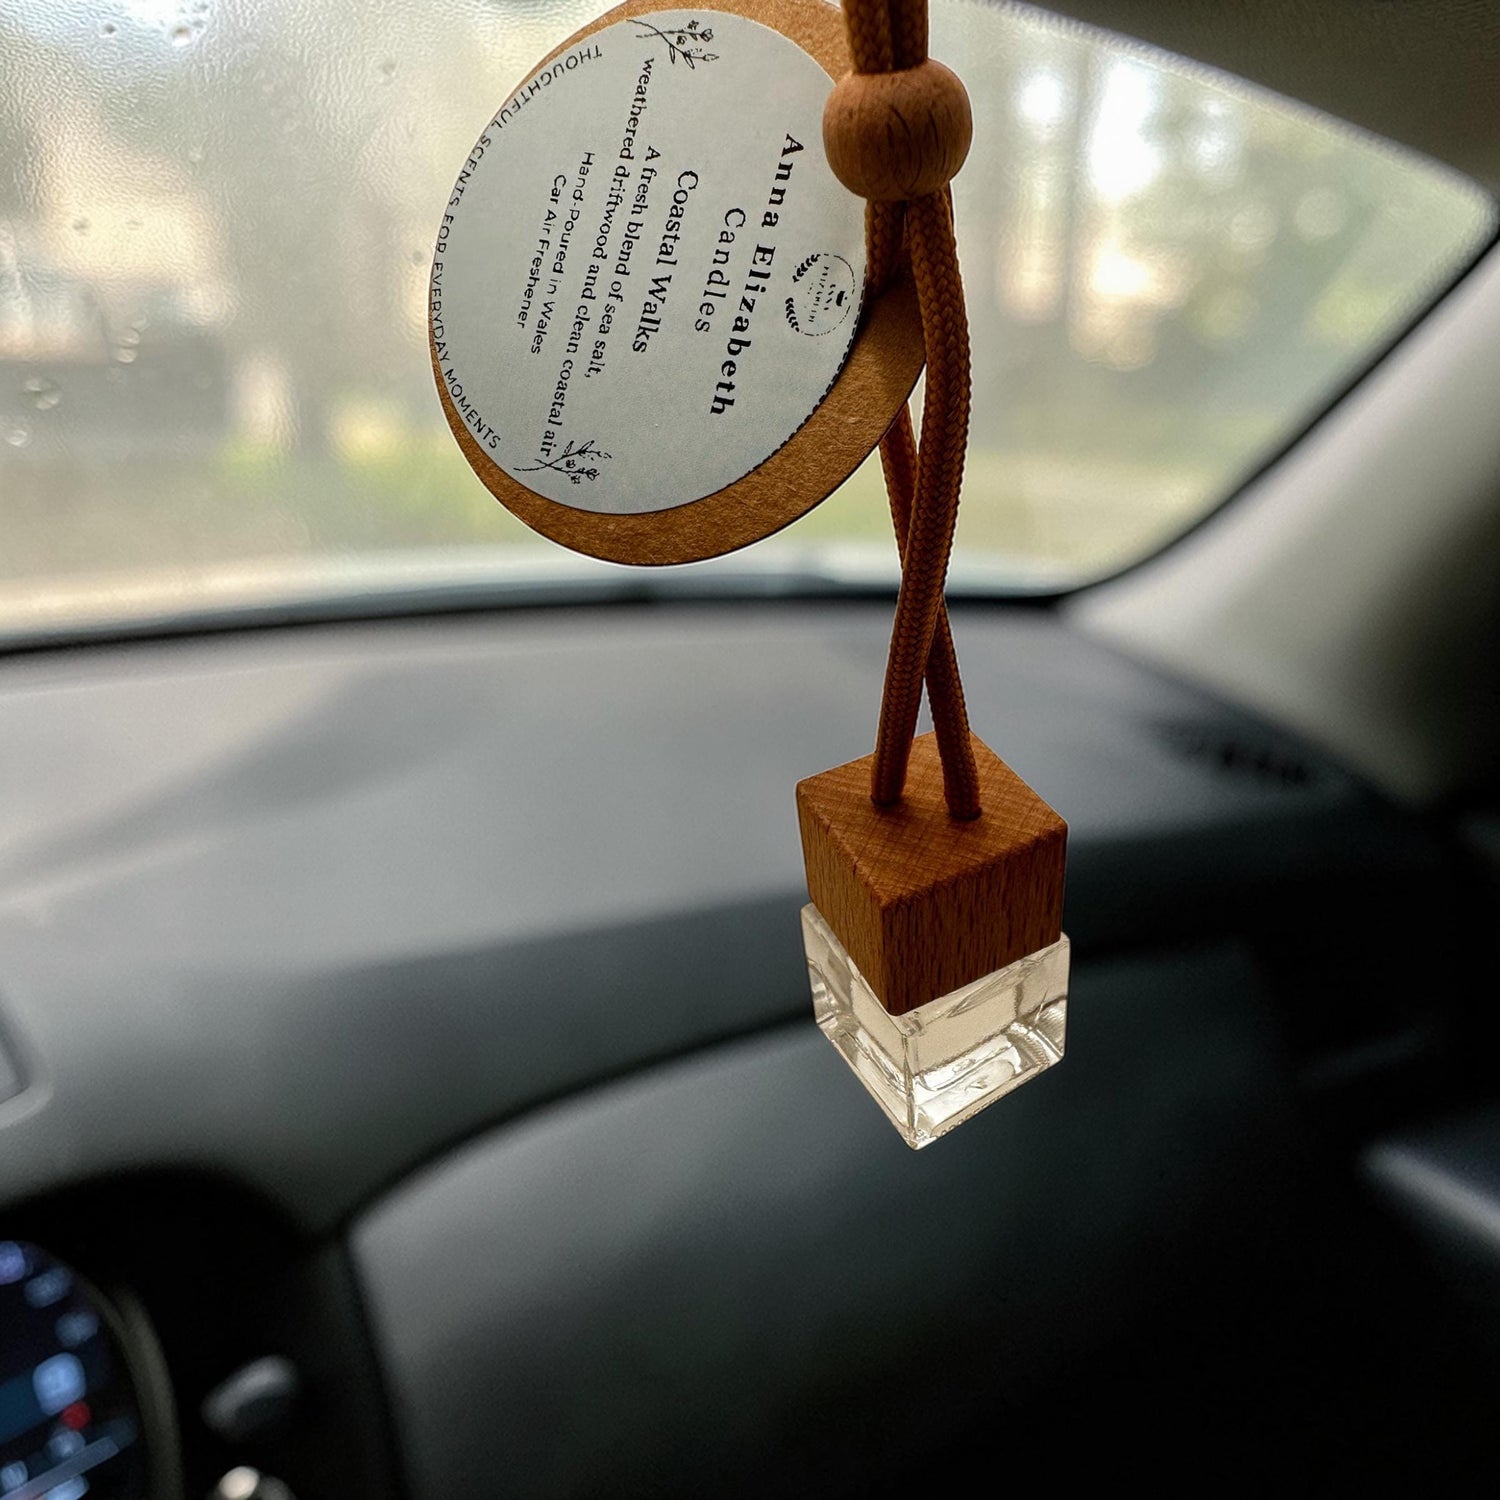 Anna Elizabeth
Candles
Coastal Walks
A fresh blend of sea salt,
weathered driftwood and clean coastal air
Hand-Poured in Wales
Car Air Freshener
THOUGHTFUL SCENTS FOR EVERYDAY MOMENTS